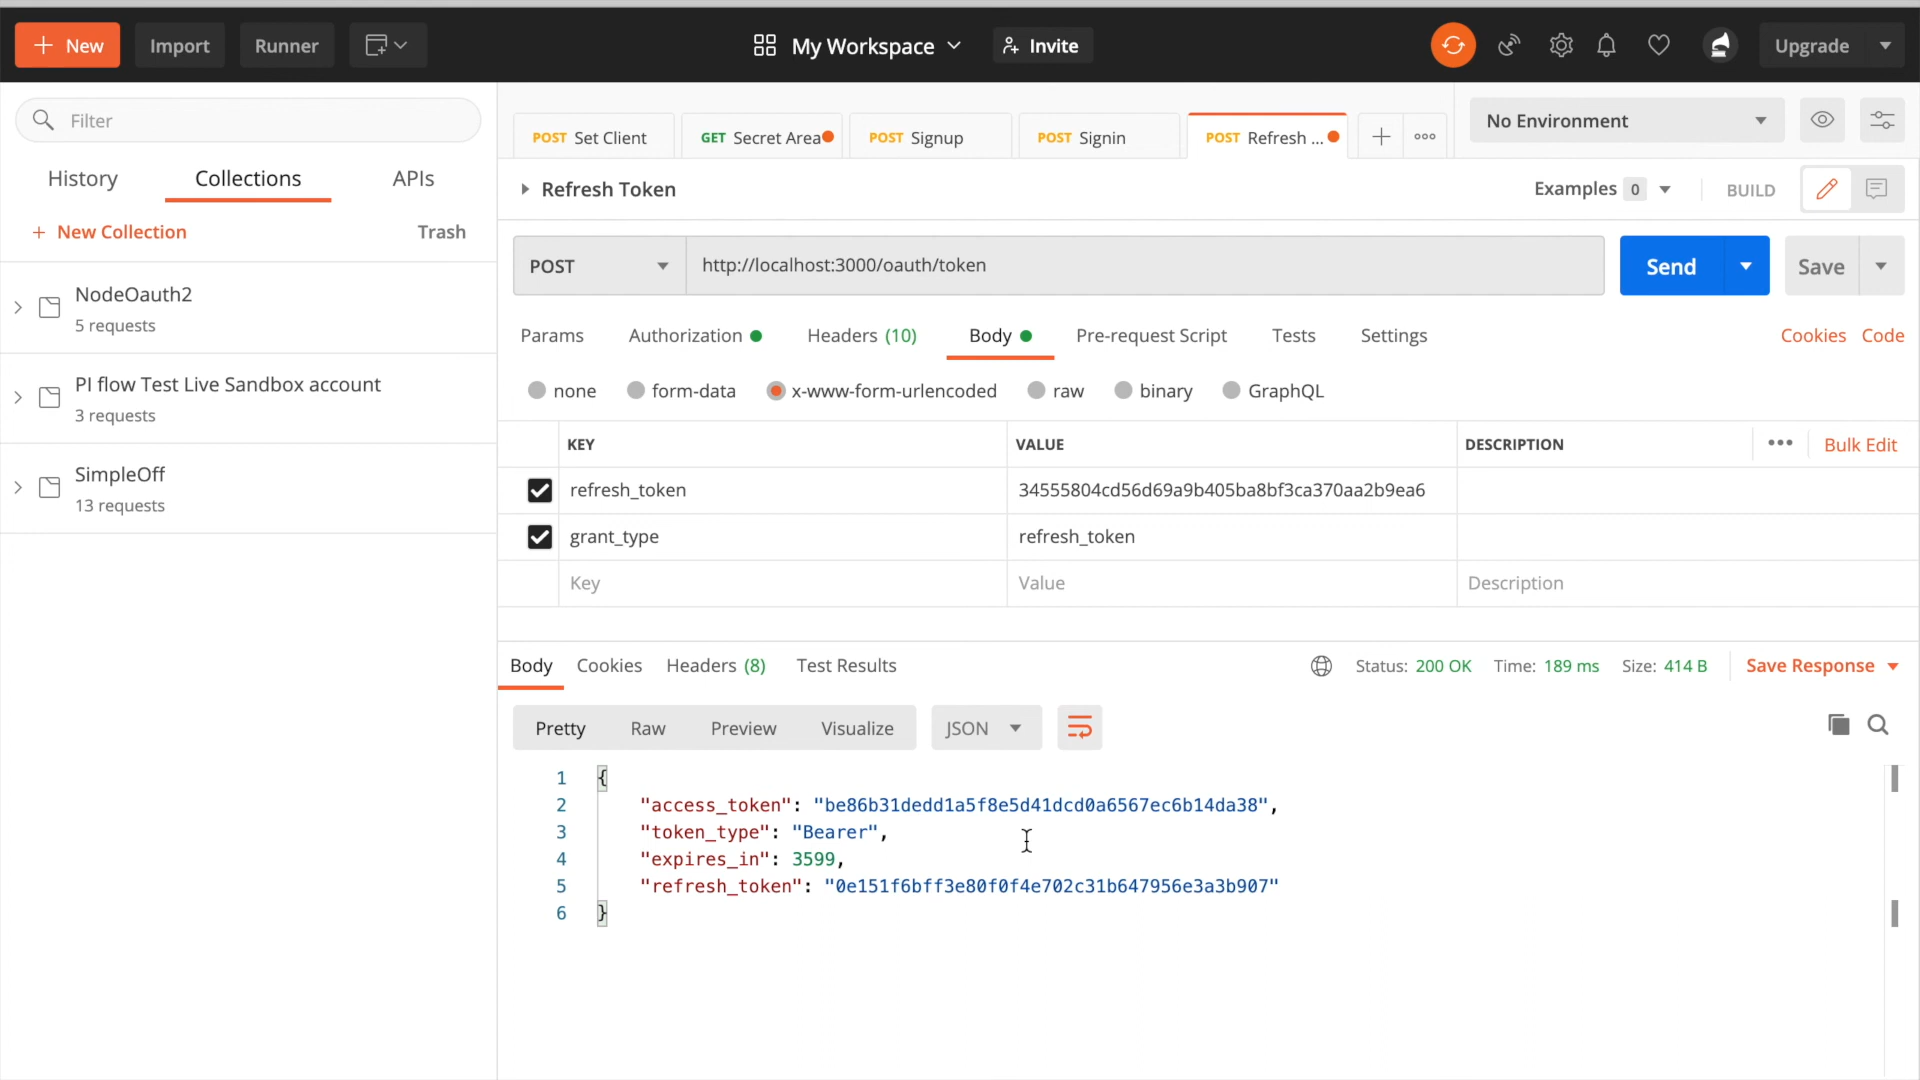 New Import Runner My Workspace Invite Upgrade
Filter
History Collections APIs
+ New Collection Trash
NodeOauth2
5 requests
PI flow Test Live Sandbox account
3 requests
SimpleOff
13 requests
POST Set Client GET Secret Area POST Signup POST Signin POST Refresh ... No Environment
Refresh Token Examples 0 BUILD
POST http://localhost:3000/oauth/token Send Save
Params Authorization Headers (10) Body Pre-request Script Tests Settings Cookies Code
none form-data x-www-form-urlencoded raw binary GraphQL
KEY VALUE DESCRIPTION Bulk Edit
refresh_token 34555804cd56d69a9b405ba8bf3ca370aa2b9ea6
grant_type refresh_token
Key Value Description
Body Cookies Headers (8) Test Results Status: 200 OK Time: 189 ms Size: 414 B Save Response
Pretty Raw Preview Visualize JSON
1 {
2 "access_token": "be86b31dedd1a5f8e5d41dcd0a6567ec6b14da38",
3 "token_type": "Bearer",
4 "expires_in": 3599,
5 "refresh_token": "0e151f6bff3e80f0f4e702c31b647956e3a3b907"
6 }